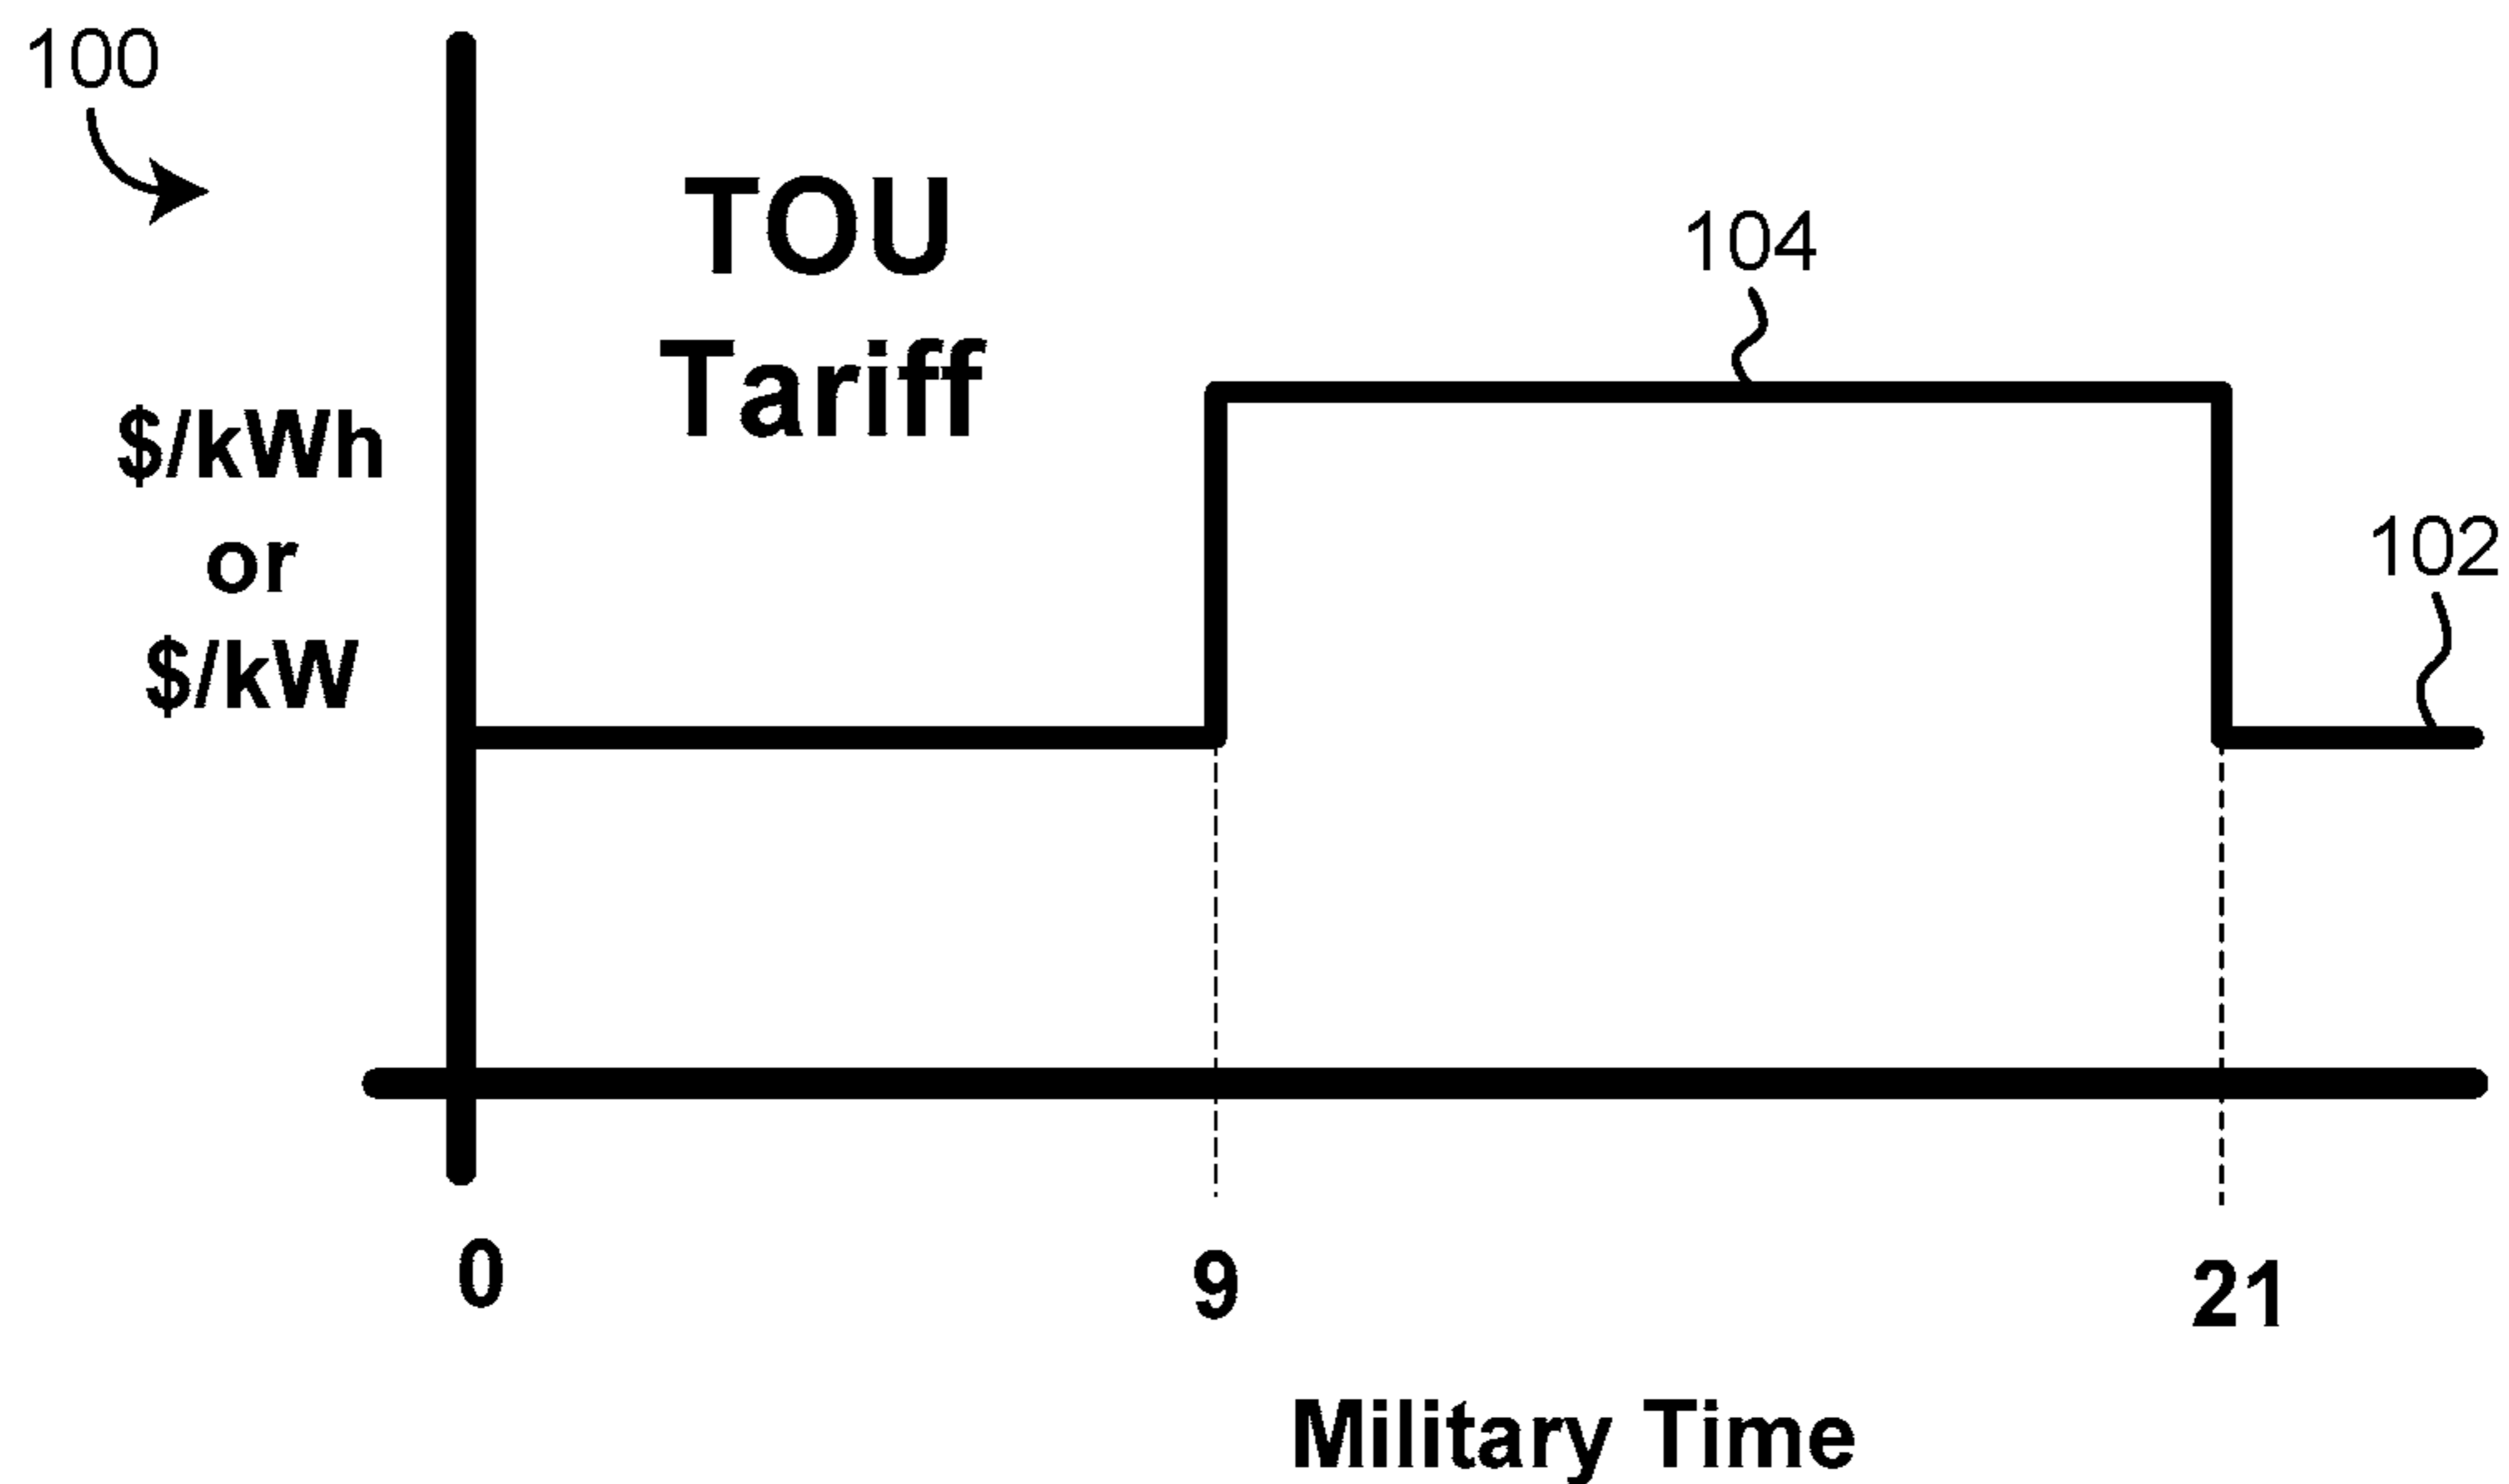 100
TOU
Tariff
104
$/kWh
or
$/kW
102
0
9
21
Military Time